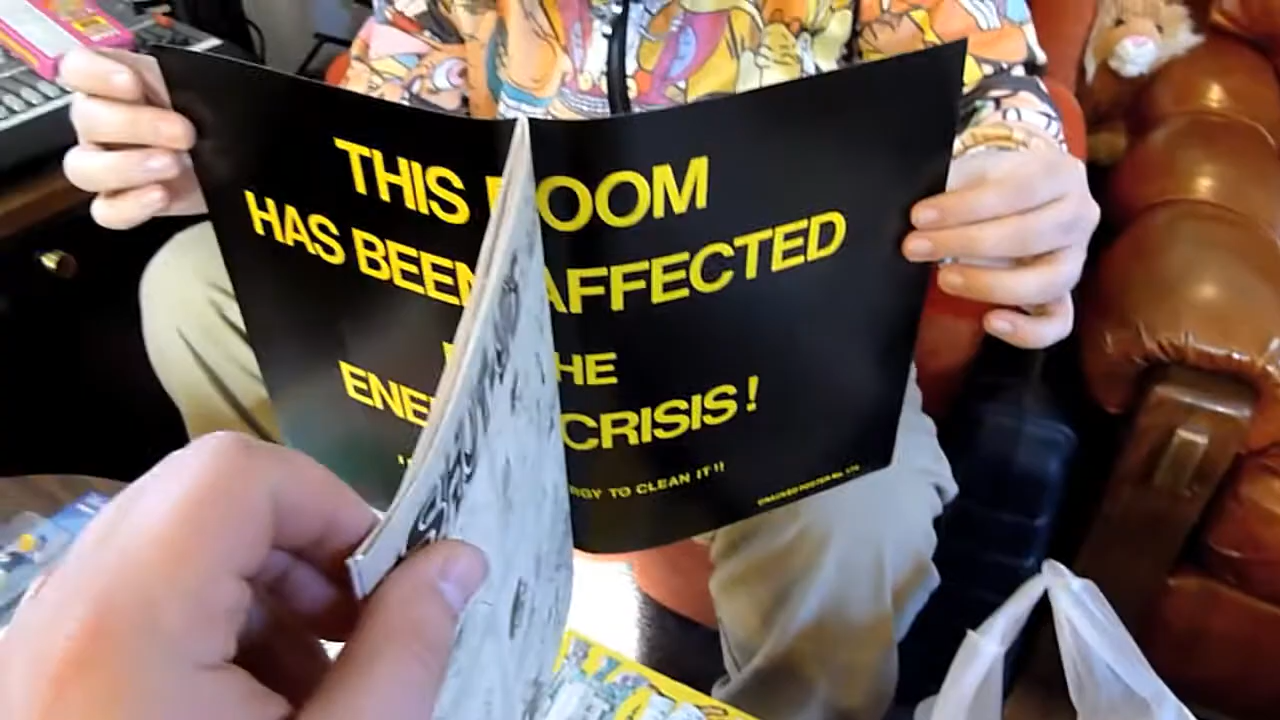 THIS ROOM
HAS BEEN AFFECTED
THE
ENE CRISIS!
RGY TO CLEAN IT"